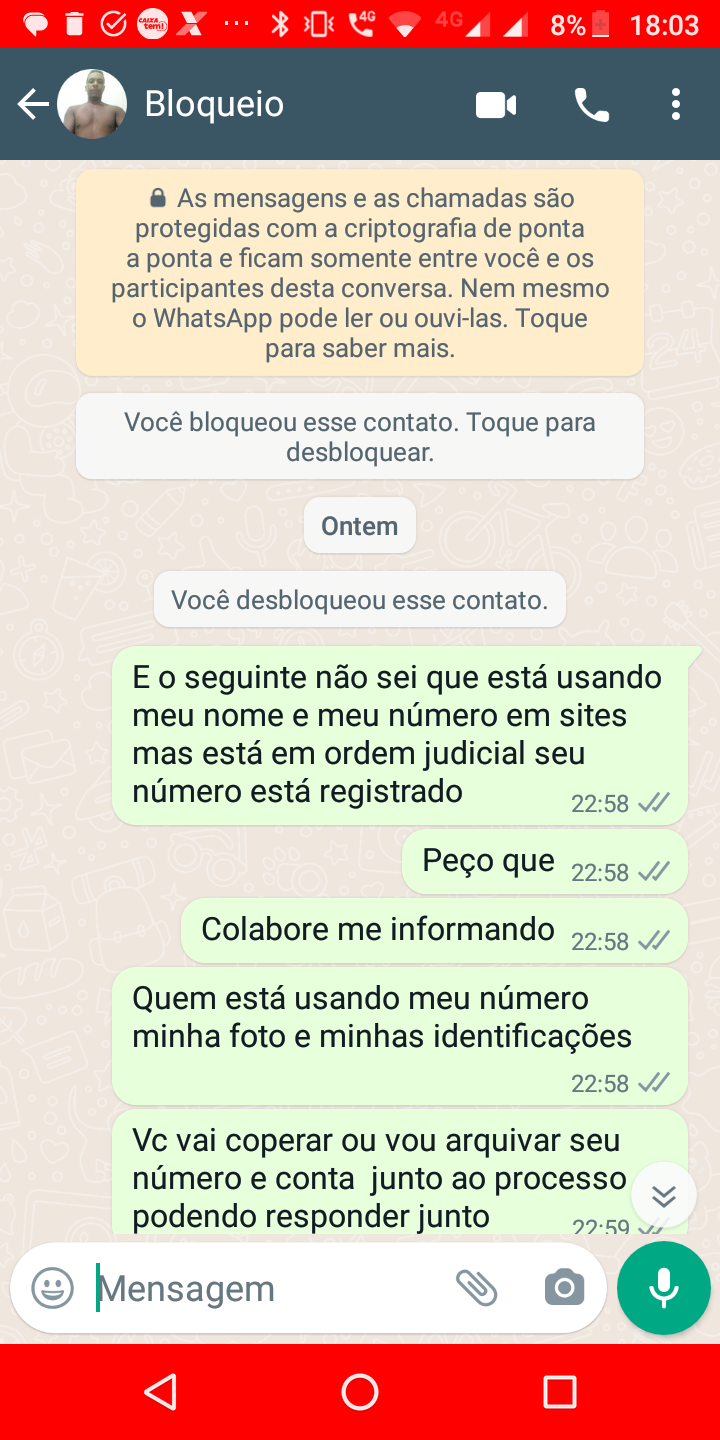 CAIXA
tem!
4G
4G
8%
18:03
Bloqueio
As mensagens e as chamadas são
protegidas com a criptografia de ponta
a ponta e ficam somente entre você e os
participantes desta conversa. Nem mesmo
o WhatsApp pode ler ou ouvi-las. Toque
para saber mais.
Você bloqueou esse contato. Toque para
desbloquear.
Ontem
Você desbloqueou esse contato.
E o seguinte não sei que está usando
meu nome e meu número em sites
mas está em ordem judicial seu
número está registrado
22:58
Peço que
22:58
Colabore me informando
22:58
Quem está usando meu número
minha foto e minhas identificações
22:58
Vc vai coperar ou vou arquivar seu
número e conta  junto ao processo
podendo responder junto
22:59
Mensagem